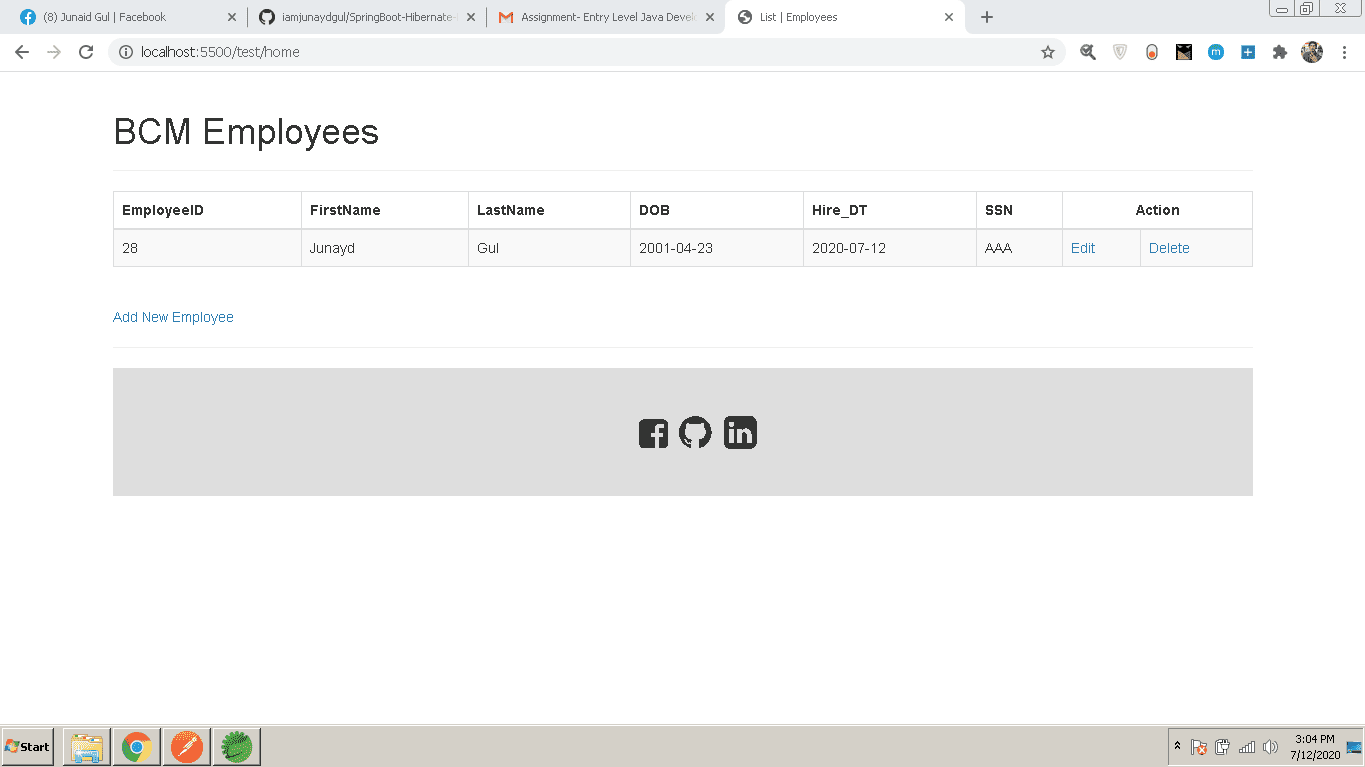 (8) Junaid Gul | Facebook
iamjunaydgul/SpringBoot-Hibernate-
Assignment- Entry Level Java Devel
List | Employees
localhost:5500/test/home
BCM Employees
EmployeeID FirstName LastName DOB Hire_DT SSN Action
28 Junayd Gul 2001-04-23 2020-07-12 AAA Edit Delete
Add New Employee
Start
3:04 PM
7/12/2020